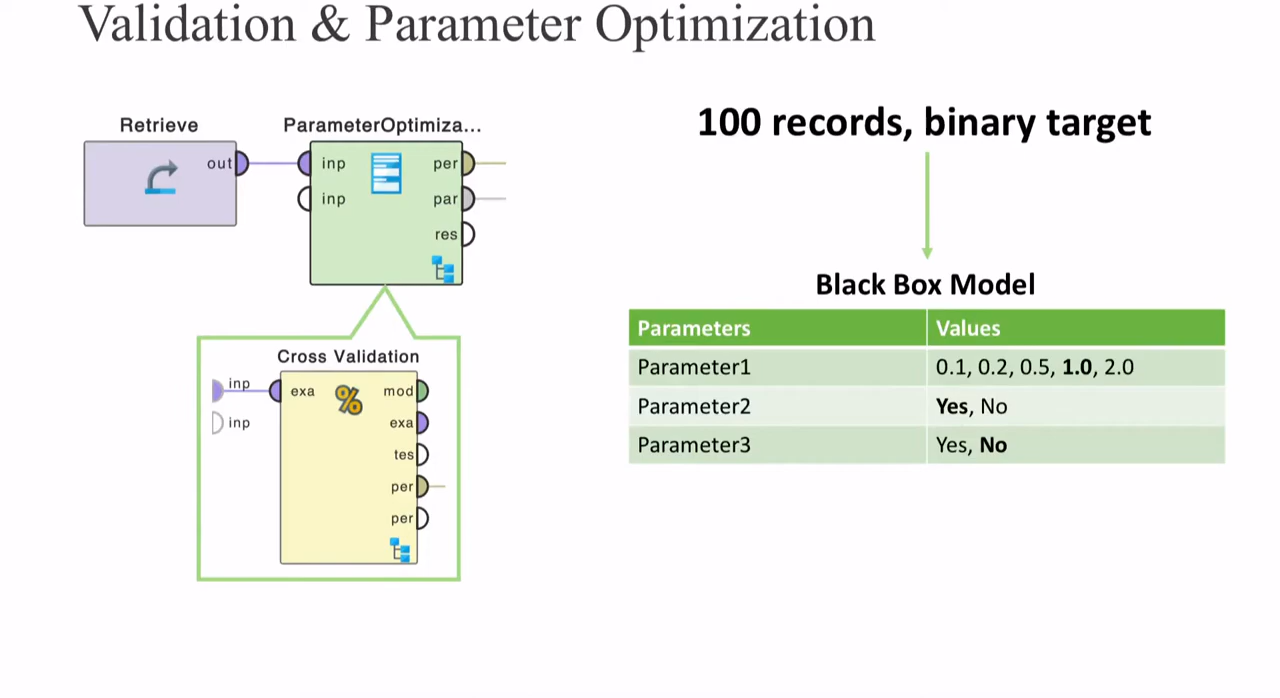 Validation & Parameter Optimization
Retrieve
out
ParameterOptimiza...
inp
inp
per
par
res
Cross Validation
inp
inp
exa
mod
exa
tes
per
per
100 records, binary target
Black Box Model
Parameters Values
Parameter1 0.1, 0.2, 0.5, 1.0, 2.0
Parameter2 Yes, No
Parameter3 Yes, No